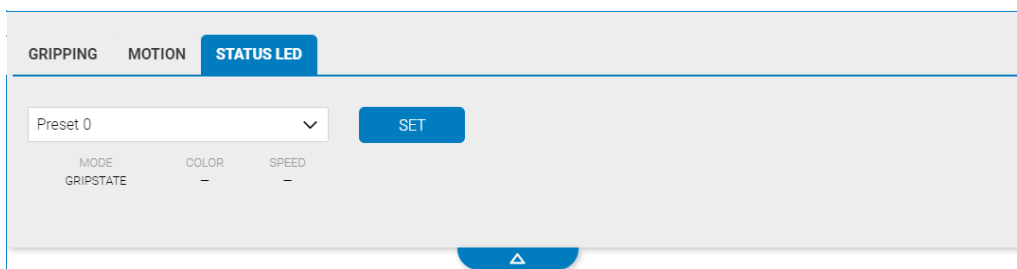 GRIPPING MOTION STATUS LED
Preset 0 SET
MODE COLOR SPEED
GRIPSTATE – –